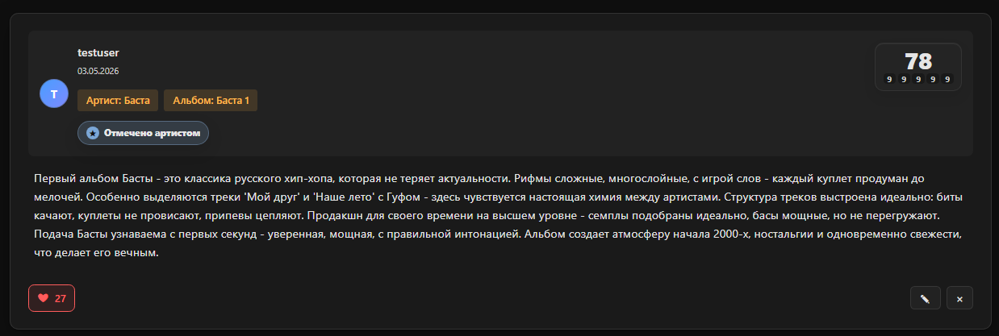 testuser
03.05.2026
78
9 9 9 9 9
T
Артист: Баста Альбом: Баста 1
Отмечено артистом
Первый альбом Басты - это классика русского хип-хопа, которая не теряет актуальности. Рифмы сложные, многослойные, с игрой слов - каждый куплет продуман до
мелочей. Особенно выделяются треки 'Мой друг' и 'Наше лето' с Гуфом - здесь чувствуется настоящая химия между артистами. Структура треков выстроена идеально: биты
качают, куплеты не провисают, припевы цепляют. Продакшн для своего времени на высшем уровне - семплы подобраны идеально, басы мощные, но не перегружают.
Подача Басты узнаваема с первых секунд - уверенная, мощная, с правильной интонацией. Альбом создает атмосферу начала 2000-х, ностальгии и одновременно свежести,
что делает его вечным.
27